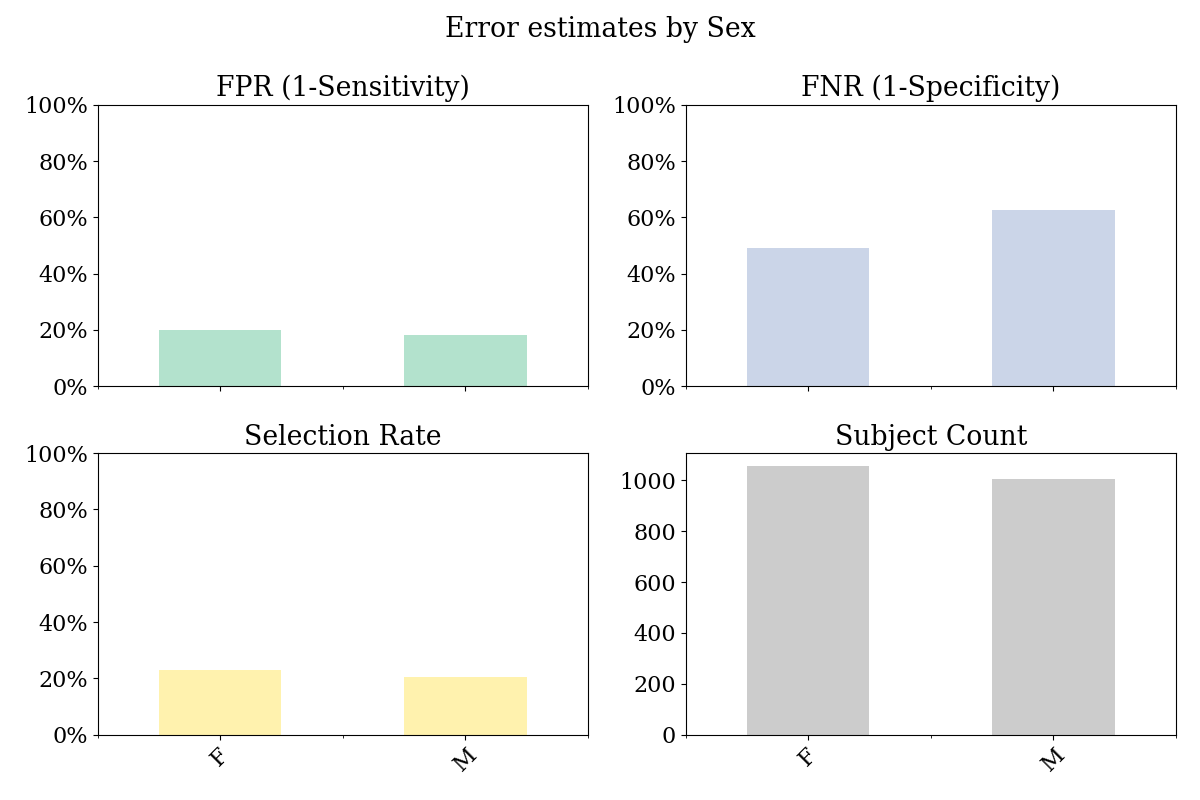 Error estimates by Sex
FPR (1-Sensitivity)
100%
80%
60%
40%
20%
0%
FNR (1-Specificity)
100%
80%
60%
40%
20%
0%
Selection Rate
100%
80%
60%
40%
20%
0%
F
M
Subject Count
1000
800
600
400
200
0
F
M